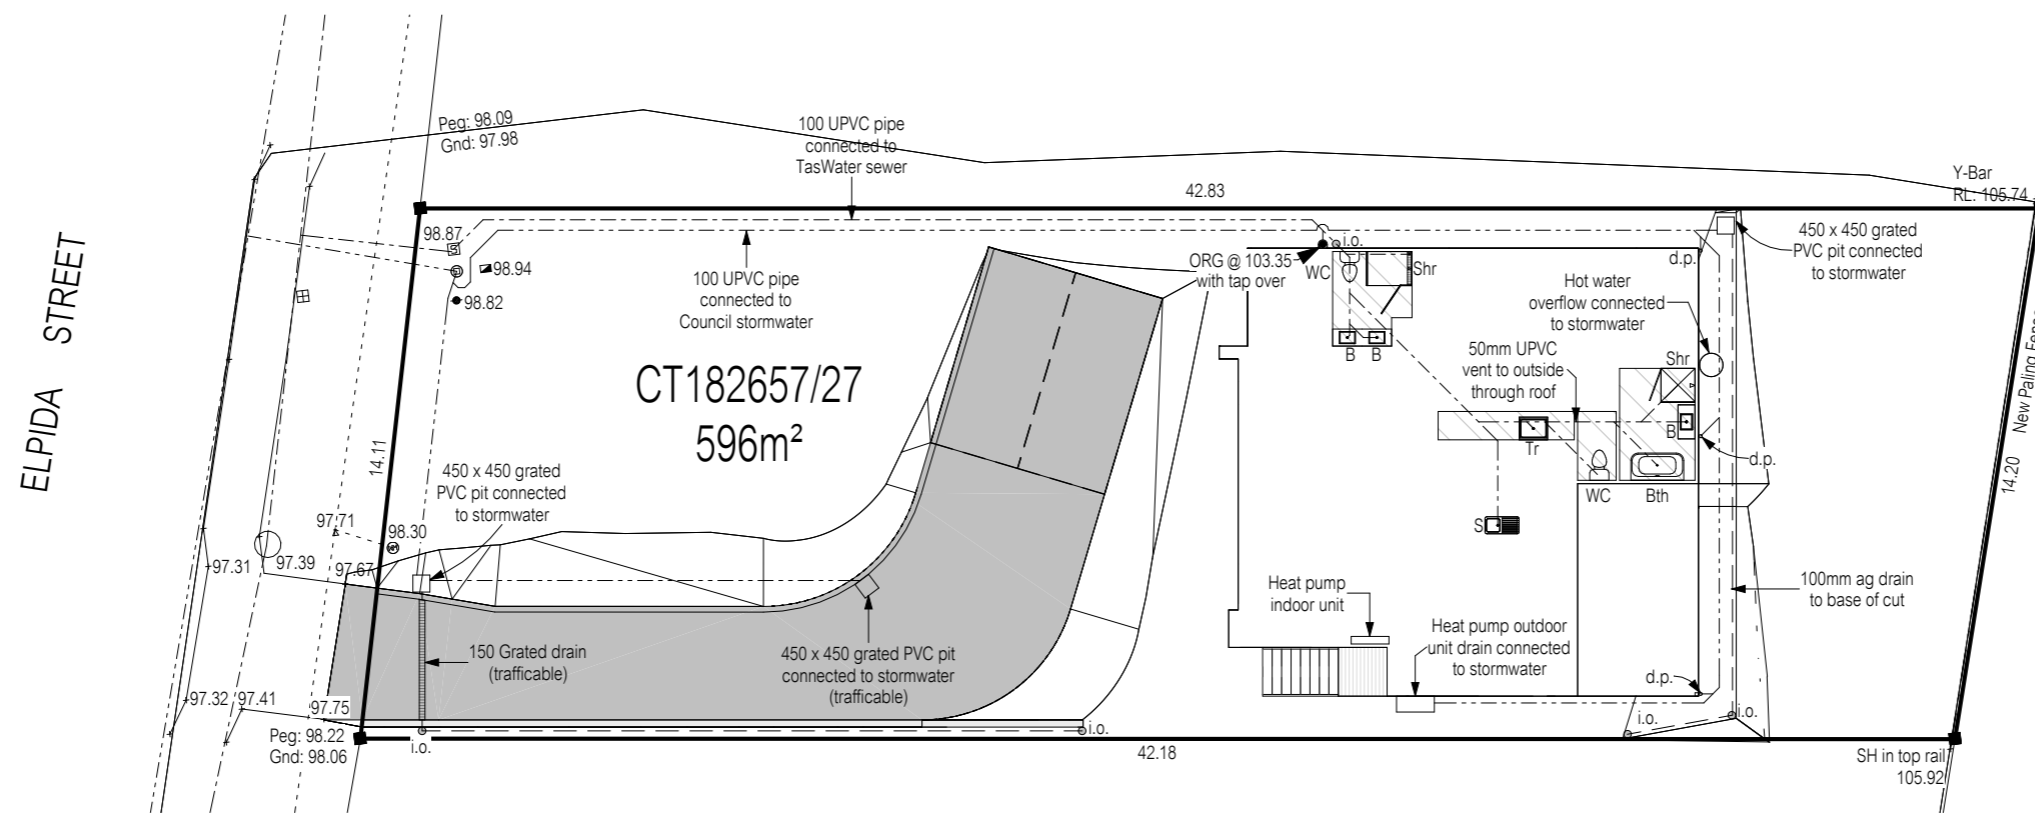 ELPIDA STREET
Peg: 98.09
Gnd: 97.98
100 UPVC pipe
connected to
TasWater sewer
42.83
Y-Bar
RL: 105.74
98.87
98.94
98.82
100 UPVC pipe
connected to
Council stormwater
ORG @ 103.35
with tap over
i.o.
WC
Shr
B
B
d.p.
450 x 450 grated
PVC pit connected
to stormwater
Hot water
overflow connected
to stormwater
CT182657/27
596m²
50mm UPVC
vent to outside
through roof
Shr
B
d.p.
Tr
WC
Bth
S
New Paling Fence
14.20
14.11
450 x 450 grated
PVC pit connected
to stormwater
97.71
98.30
97.31
97.39
97.67
150 Grated drain
(trafficable)
450 x 450 grated PVC pit
connected to stormwater
(trafficable)
Heat pump
indoor unit
Heat pump outdoor
unit drain connected
to stormwater
100mm ag drain
to base of cut
d.p.
i.o.
i.o.
97.32
97.41
97.75
Peg: 98.22
Gnd: 98.06
i.o.
i.o.
42.18
SH in top rail
105.92